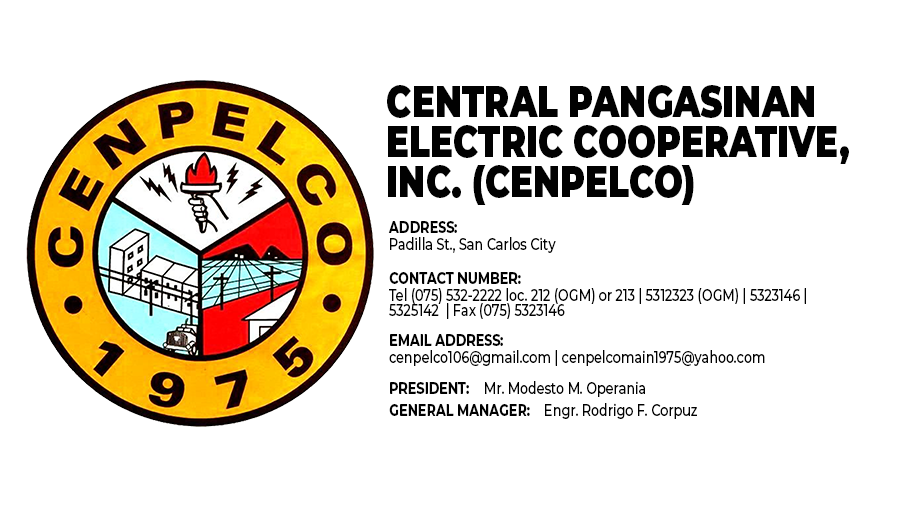 CENPELCO
1975
CENTRAL PANGASINAN
ELECTRIC COOPERATIVE,
INC. (CENPELCO)
ADDRESS:
Padilla St., San Carlos City
CONTACT NUMBER:
Tel (075) 532-2222 loc. 212 (OGM) or 213 | 5312323 (OGM) | 5323146 |
5325142 | Fax (075) 5323146
EMAIL ADDRESS:
cenpelco106@gmail.com | cenpelcomain1975@yahoo.com
PRESIDENT: Mr. Modesto M. Operania
GENERAL MANAGER: Engr. Rodrigo F. Corpuz